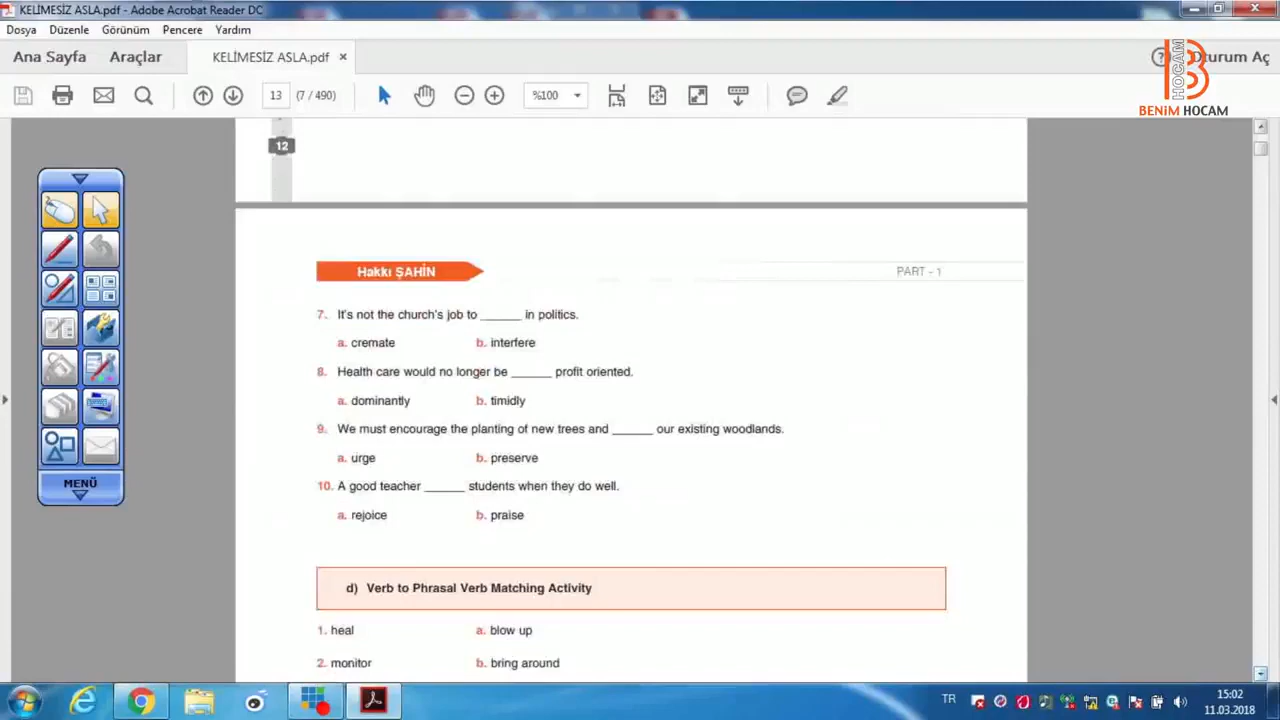 KELİMESİZ ASLA.pdf - Adobe Acrobat Reader DC
Dosya Düzenle Görünüm Pencere Yardım
Ana Sayfa Araçlar KELİMESİZ ASLA.pdf × ? Oturum Aç
13 (7 / 490) %100
B HOCAM
BENİM HOCAM
12
Hakkı ŞAHİN PART - 1
7. It's not the church's job to ______ in politics.
a. cremate b. interfere
8. Health care would no longer be ______ profit oriented.
a. dominantly b. timidly
9. We must encourage the planting of new trees and ______ our existing woodlands.
a. urge b. preserve
10. A good teacher ______ students when they do well.
a. rejoice b. praise
d) Verb to Phrasal Verb Matching Activity
1. heal a. blow up
2. monitor b. bring around
MENÜ
TR 15:02
11.03.2018